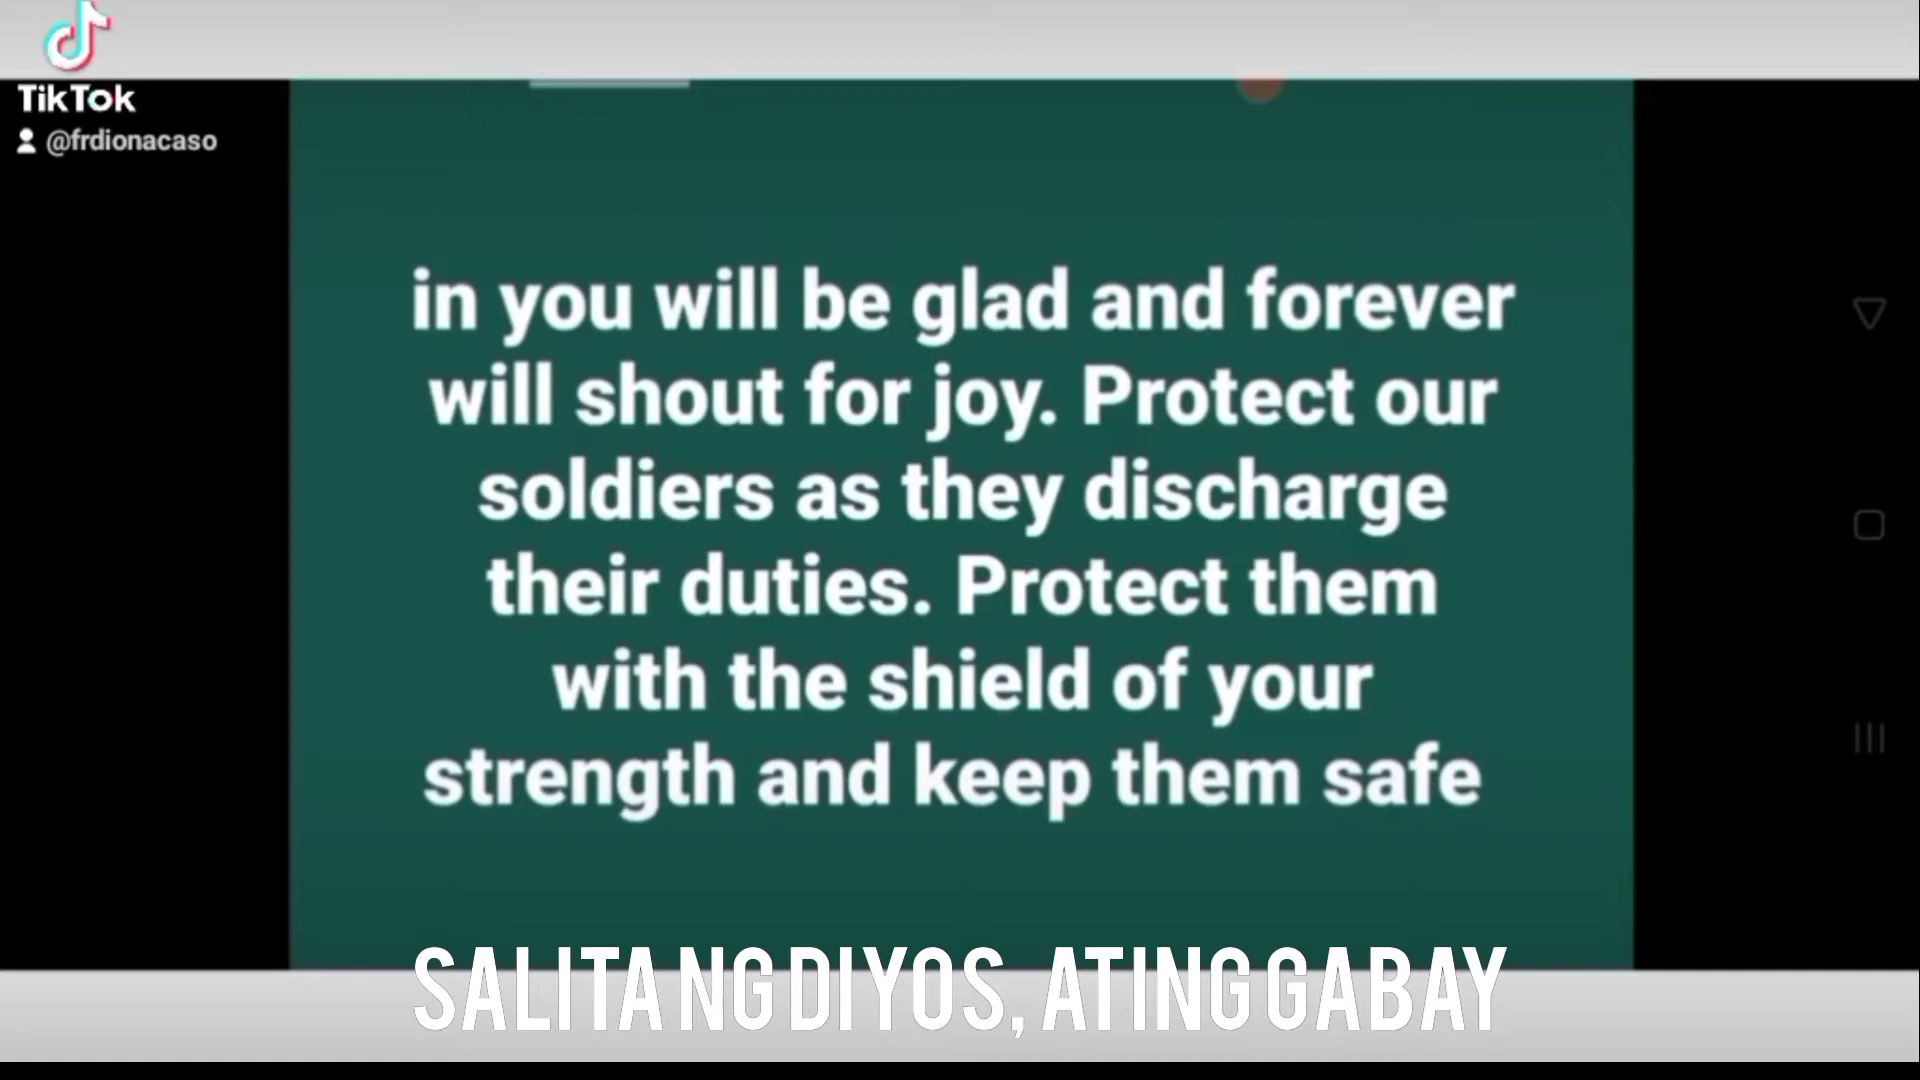 TikTok
@frdionacaso
in you will be glad and forever
will shout for joy. Protect our
soldiers as they discharge
their duties. Protect them
with the shield of your
strength and keep them safe
SALITA NG DIYOS, ATING GABAY